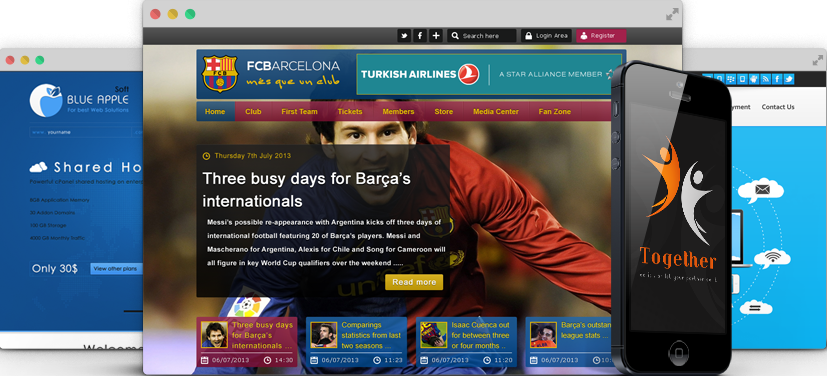 Search here
Login Area
Register
FCBARCELONA
més que un club
TURKISH AIRLINES
A STAR ALLIANCE MEMBER
Home
Club
First Team
Tickets
Members
Store
Media Center
Fan Zone
Thursday 7th July 2013
Three busy days for Barça's
internationals
Messi's possible re-appearance with Argentina kicks off three days of
international football featuring 20 of Barça's players. Messi and
Mascherano for Argentina, Alexis for Chile and Song for Cameroon will
all figure in key World Cup qualifiers over the weekend .....
Read more
Three busy days
for Barça's
internationals ...
06/07/2013
14:30
Comparings
statistics from last
two seasons ...
06/07/2013
11:23
Isaac Cuenca out
for between three
or four months ...
06/07/2013
11:20
Barça's outstan
league stats ...
06/07/2013
Soft
BLUE APPLE
For best Web Solutions
www.
yourname
Shared Ho
Only 30$
View other plans
Welcome
yment
Contact Us
Together